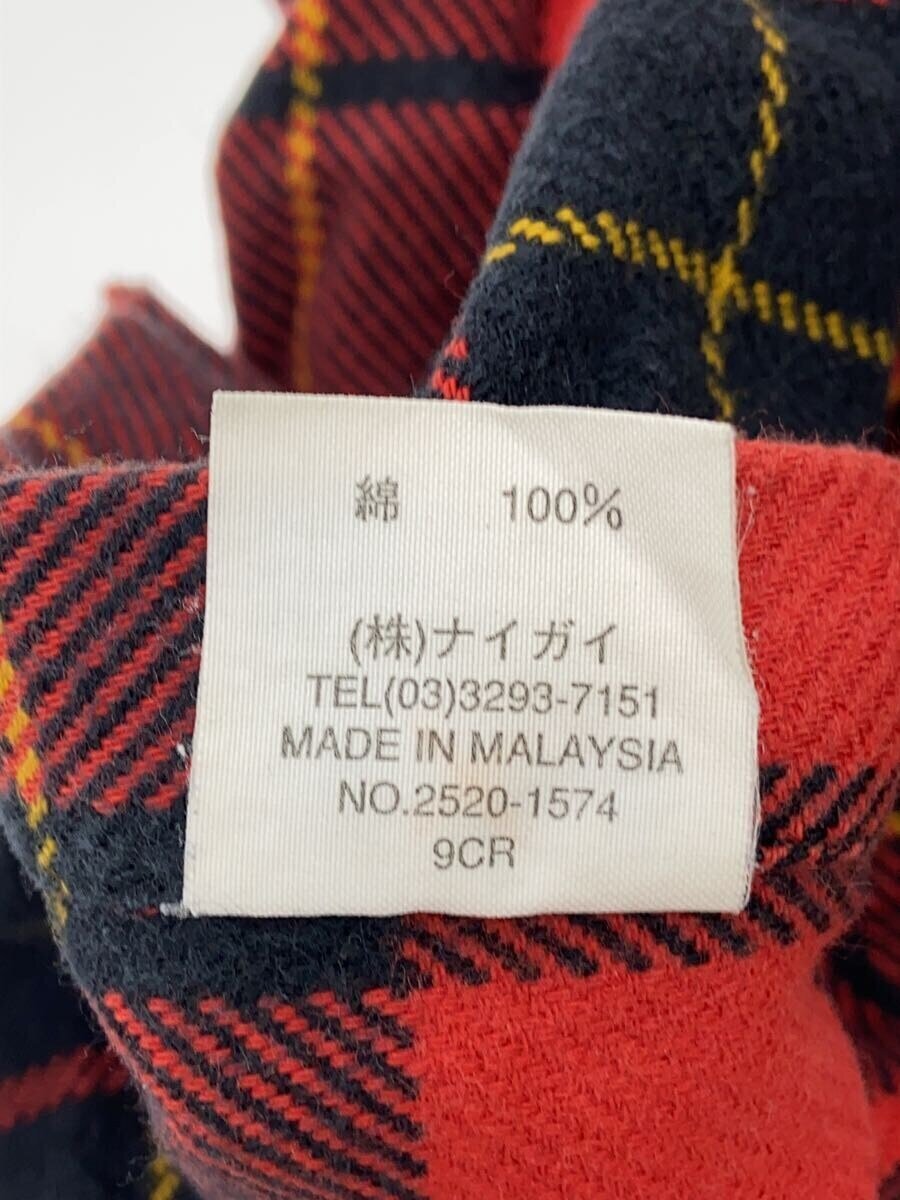 綿 100%
(株)ナイガイ
TEL(03)3293-7151
MADE IN MALAYSIA
NO.2520-1574
9CR